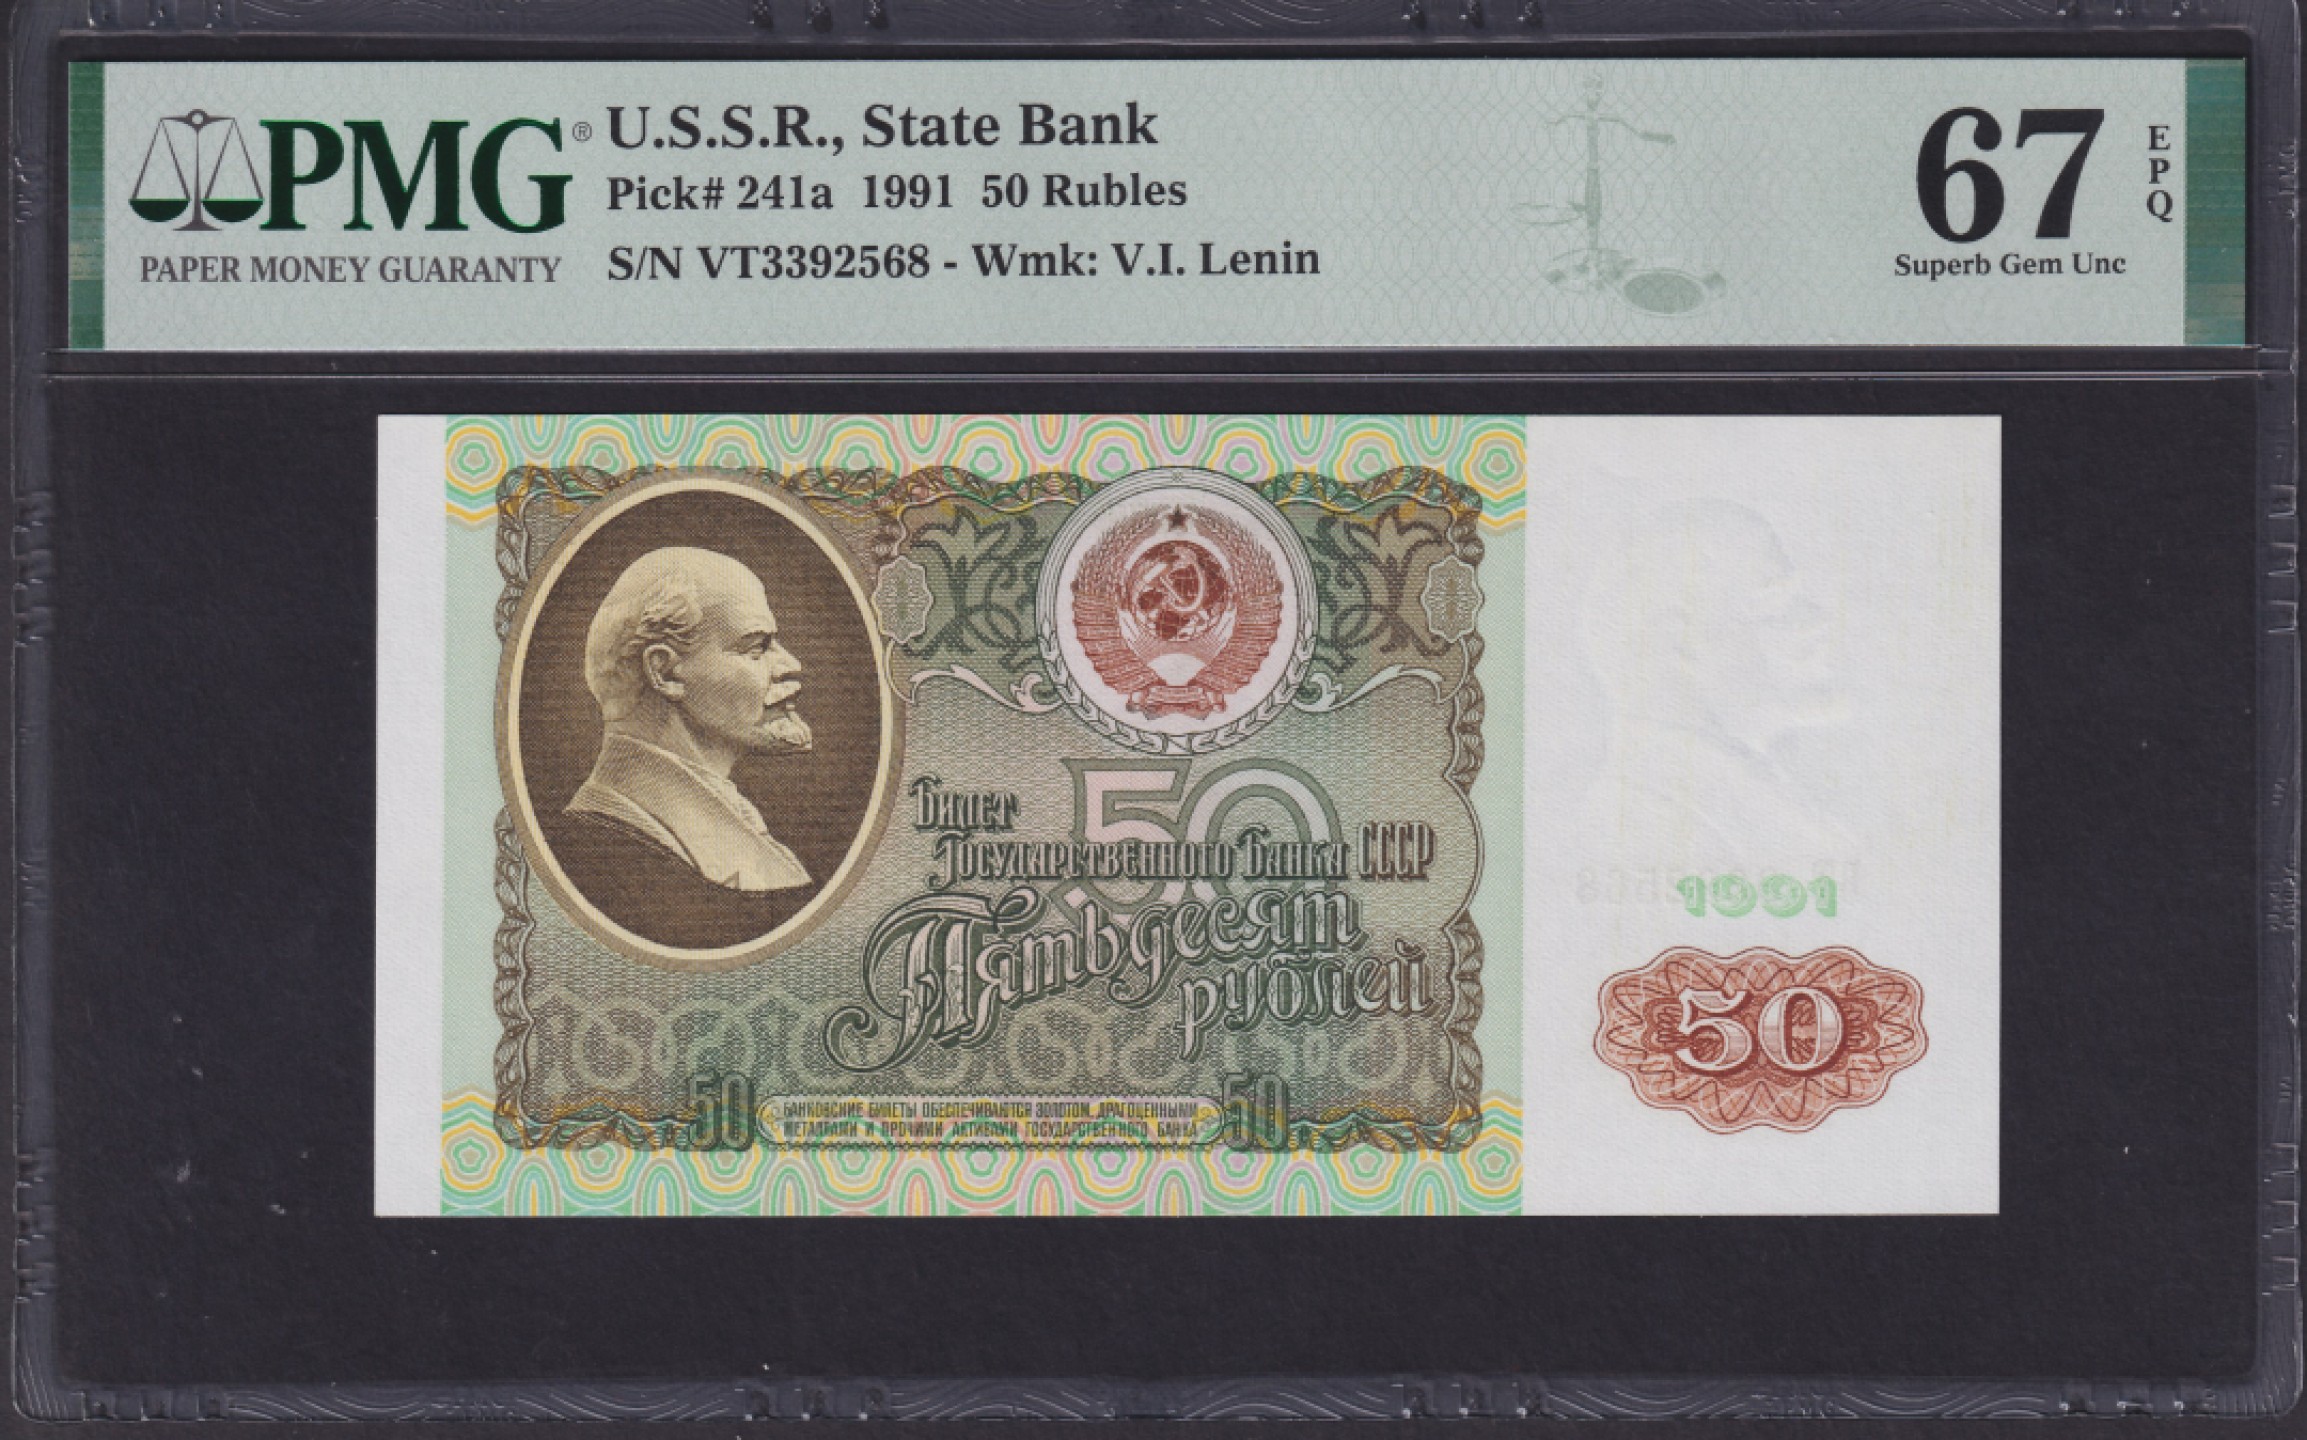 PMG®
PAPER MONEY GUARANTY
U.S.S.R., State Bank
Pick# 241a 1991 50 Rubles
S/N VT3392568 - Wmk: V.I. Lenin
67
EPQ
Superb Gem Unc
50
Билет
Государственного Банка СССР
Пятьдесят
рублей
50
БАНКОВСКИЕ БИЛЕТЫ ОБЕСПЕЧИВАЮТСЯ ЗОЛОТОМ, ДРАГОЦЕННЫМИ
МЕТАЛЛАМИ И ПРОЧИМИ АКТИВАМИ ГОСУДАРСТВЕННОГО БАНКА
50
1991
50